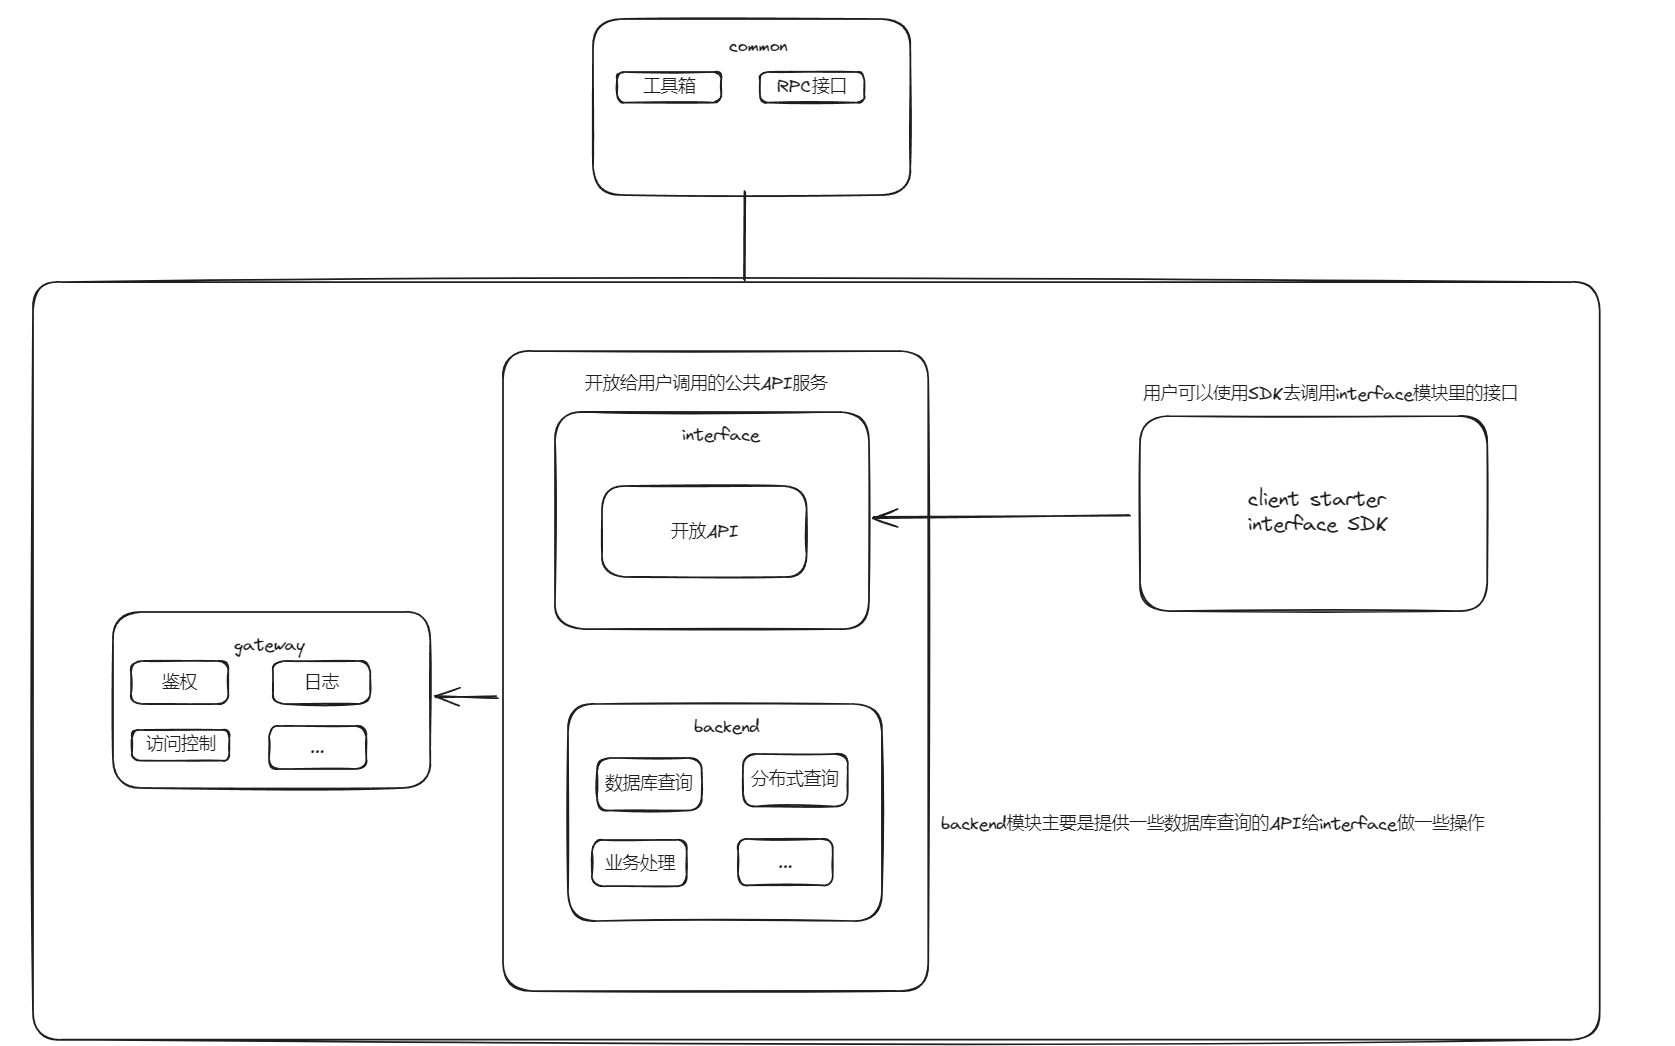 common
工具箱
RPC接口
开放给用户调用的公共API服务
interface
开放API
用户可以使用SDK去调用interface模块里的接口
client starter
interface SDK
gateway
鉴权
日志
访问控制
...
backend
数据库查询
分布式查询
业务处理
...
backend模块主要是提供一些数据库查询的API给interface做一些操作